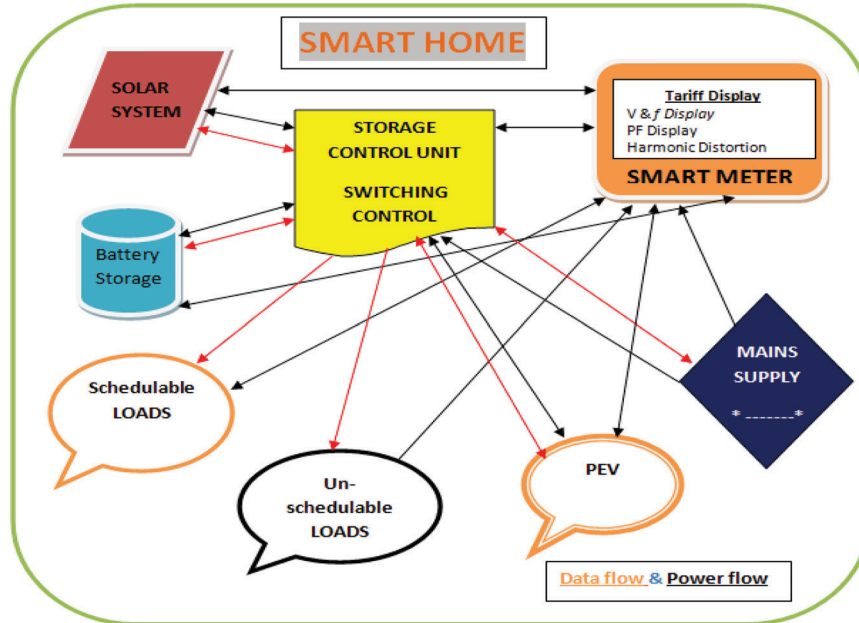 SMART HOME
SOLAR
SYSTEM
STORAGE
CONTROL UNIT
SWITCHING
CONTROL
Tariff Display
V & f Display
PF Display
Harmonic Distortion
SMART METER
Battery
Storage
MAINS
SUPPLY
* -------*
Schedulable
LOADS
Un-
schedulable
LOADS
PEV
Data flow & Power flow